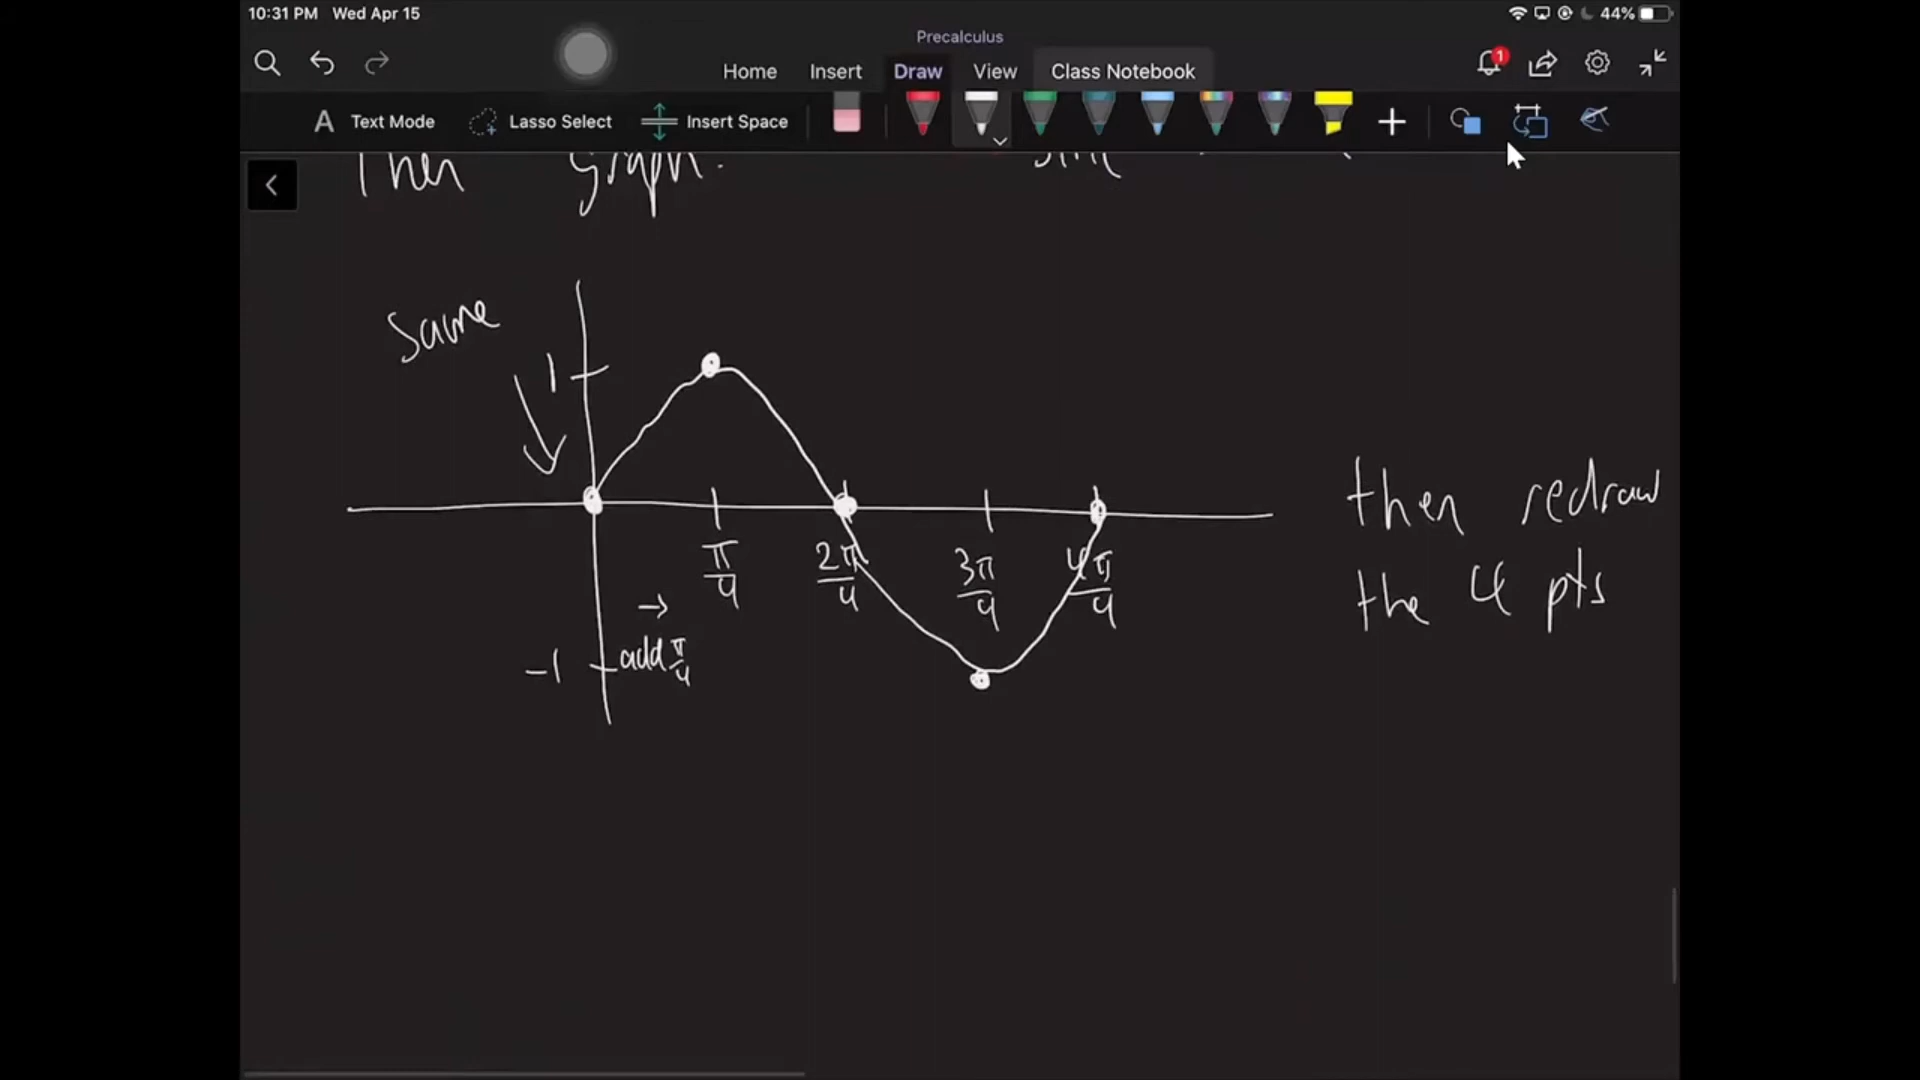 10:31 PM Wed Apr 15
44%
Precalculus
1
Home Insert Draw View Class Notebook
A Text Mode Lasso Select Insert Space
Then graph.
Same
1
then redraw
the 4 pts
π/4 2π/4 3π/4 4π/4
→
-1 add π/4